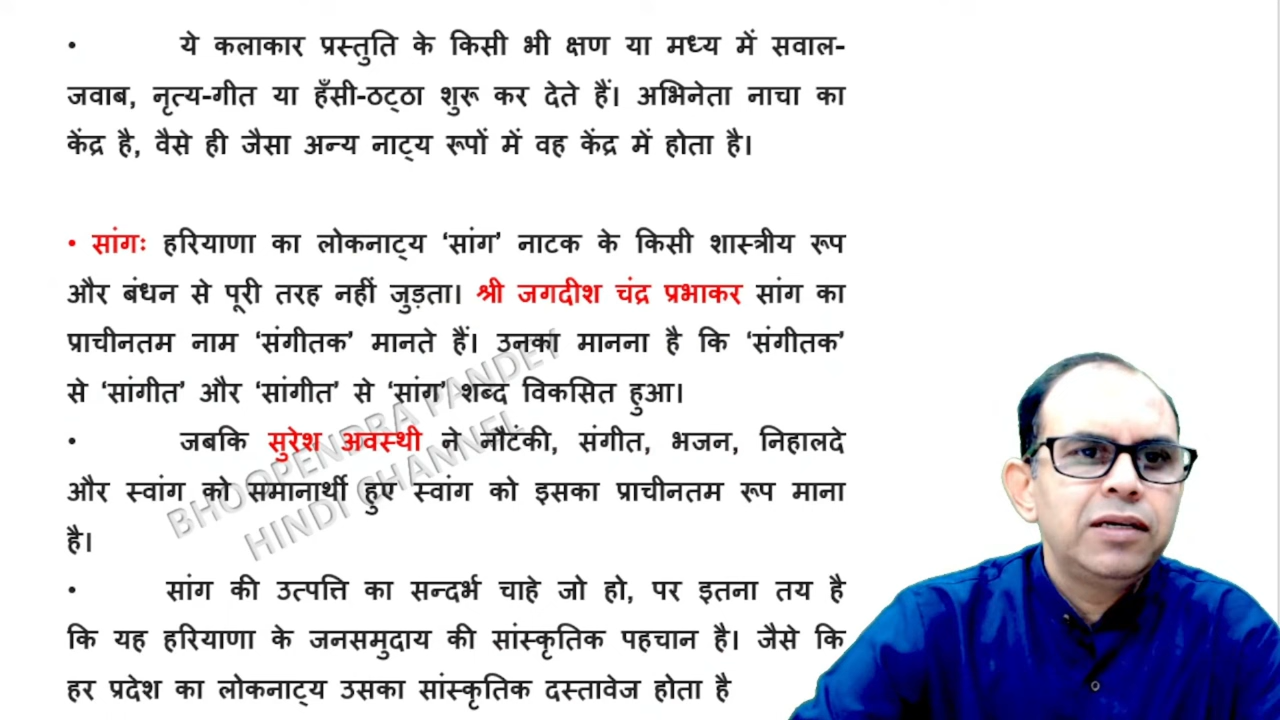 • ये कलाकार प्रस्तुति के किसी भी क्षण या मध्य में सवाल-
जवाब, नृत्य-गीत या हँसी-ठट्ठा शुरू कर देते हैं। अभिनेता नाचा का
केंद्र है, वैसे ही जैसा अन्य नाट्य रूपों में वह केंद्र में होता है।
• सांगः हरियाणा का लोकनाट्य ‘सांग’ नाटक के किसी शास्त्रीय रूप
और बंधन से पूरी तरह नहीं जुड़ता। श्री जगदीश चंद्र प्रभाकर सांग का
प्राचीनतम नाम ‘संगीतक’ मानते हैं। उनका मानना है कि ‘संगीतक’
से ‘सांगीत’ और ‘सांगीत’ से ‘सांग’ शब्द विकसित हुआ।
• जबकि सुरेश अवस्थी ने नौटंकी, संगीत, भजन, निहालदे
और स्वांग को समानार्थी हुए स्वांग को इसका प्राचीनतम रूप माना
है।
• सांग की उत्पत्ति का सन्दर्भ चाहे जो हो, पर इतना तय है
कि यह हरियाणा के जनसमुदाय की सांस्कृतिक पहचान है। जैसे कि
हर प्रदेश का लोकनाट्य उसका सांस्कृतिक दस्तावेज होता है
BHOOPENDRA PANDEY
HINDI CHANNEL